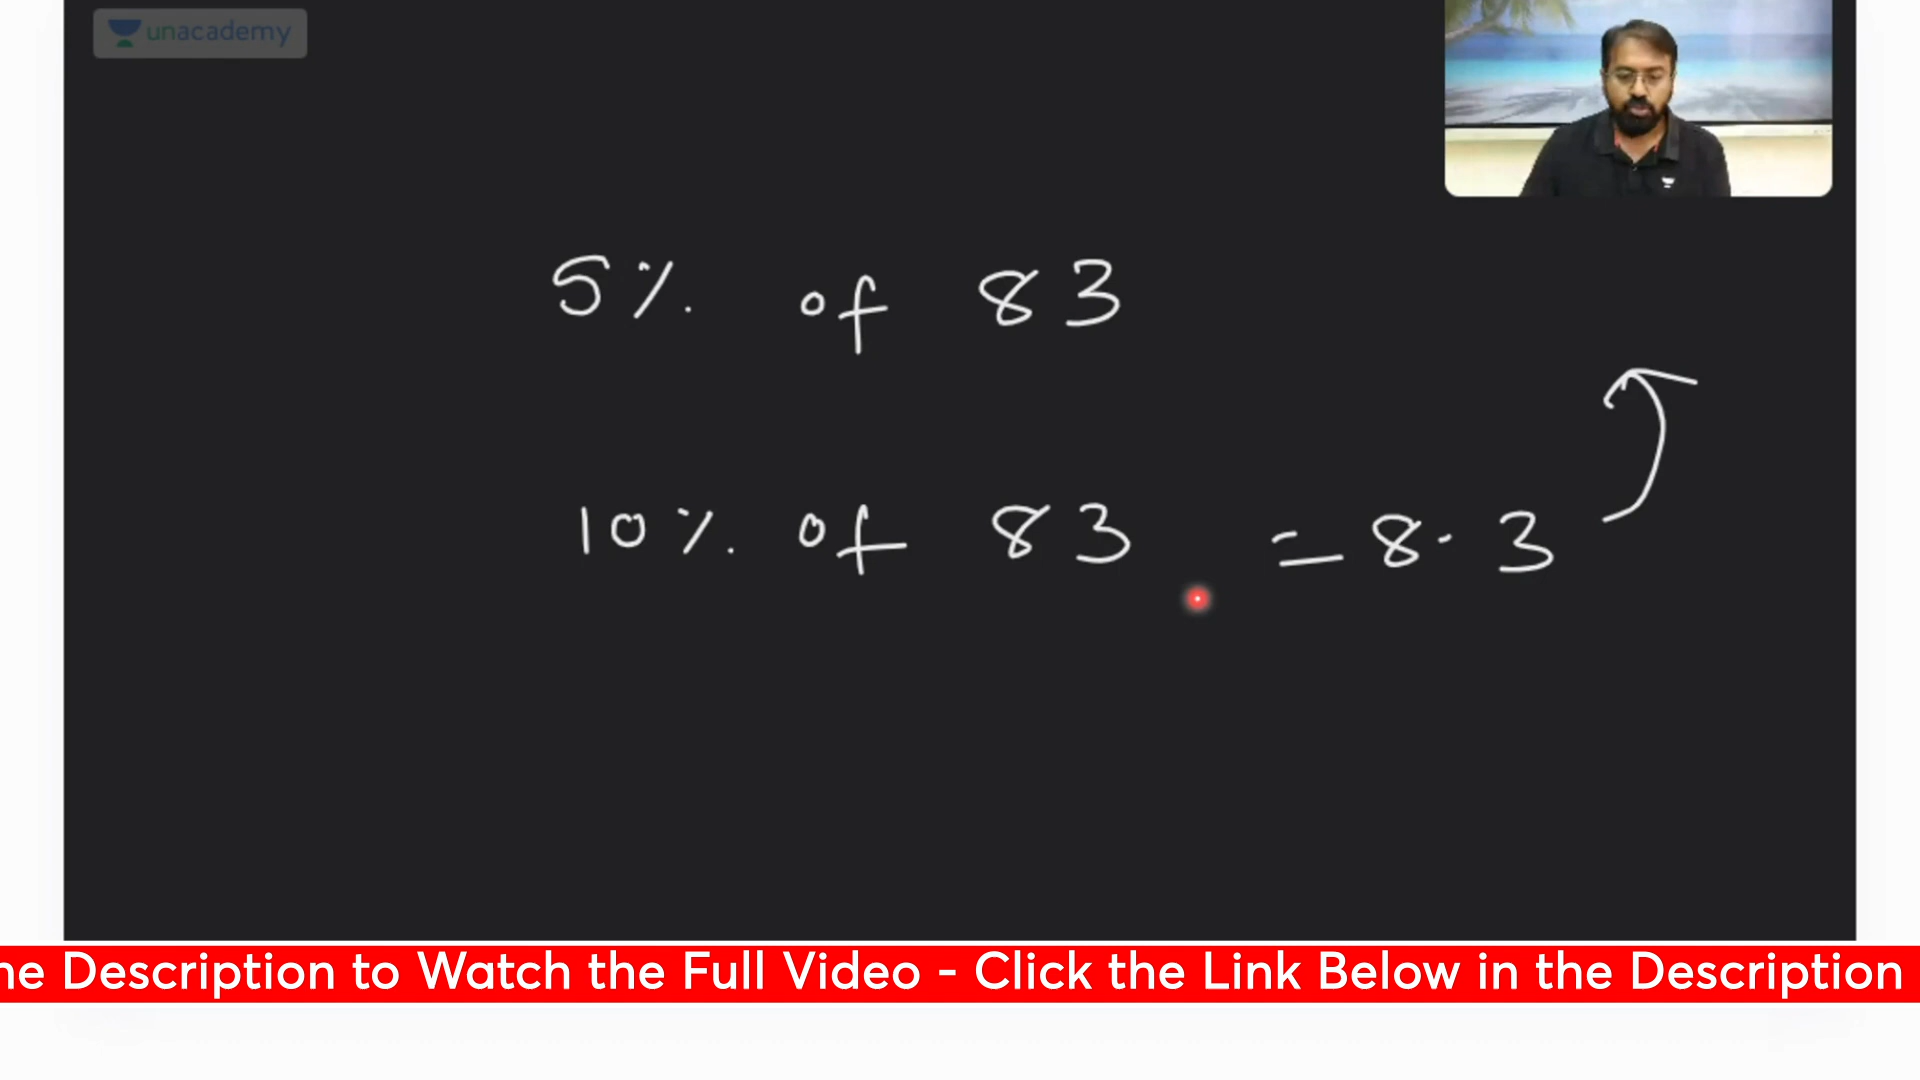 unacademy
5% of 83
10% of 83 = 8.3
he Description to Watch the Full Video - Click the Link Below in the Description